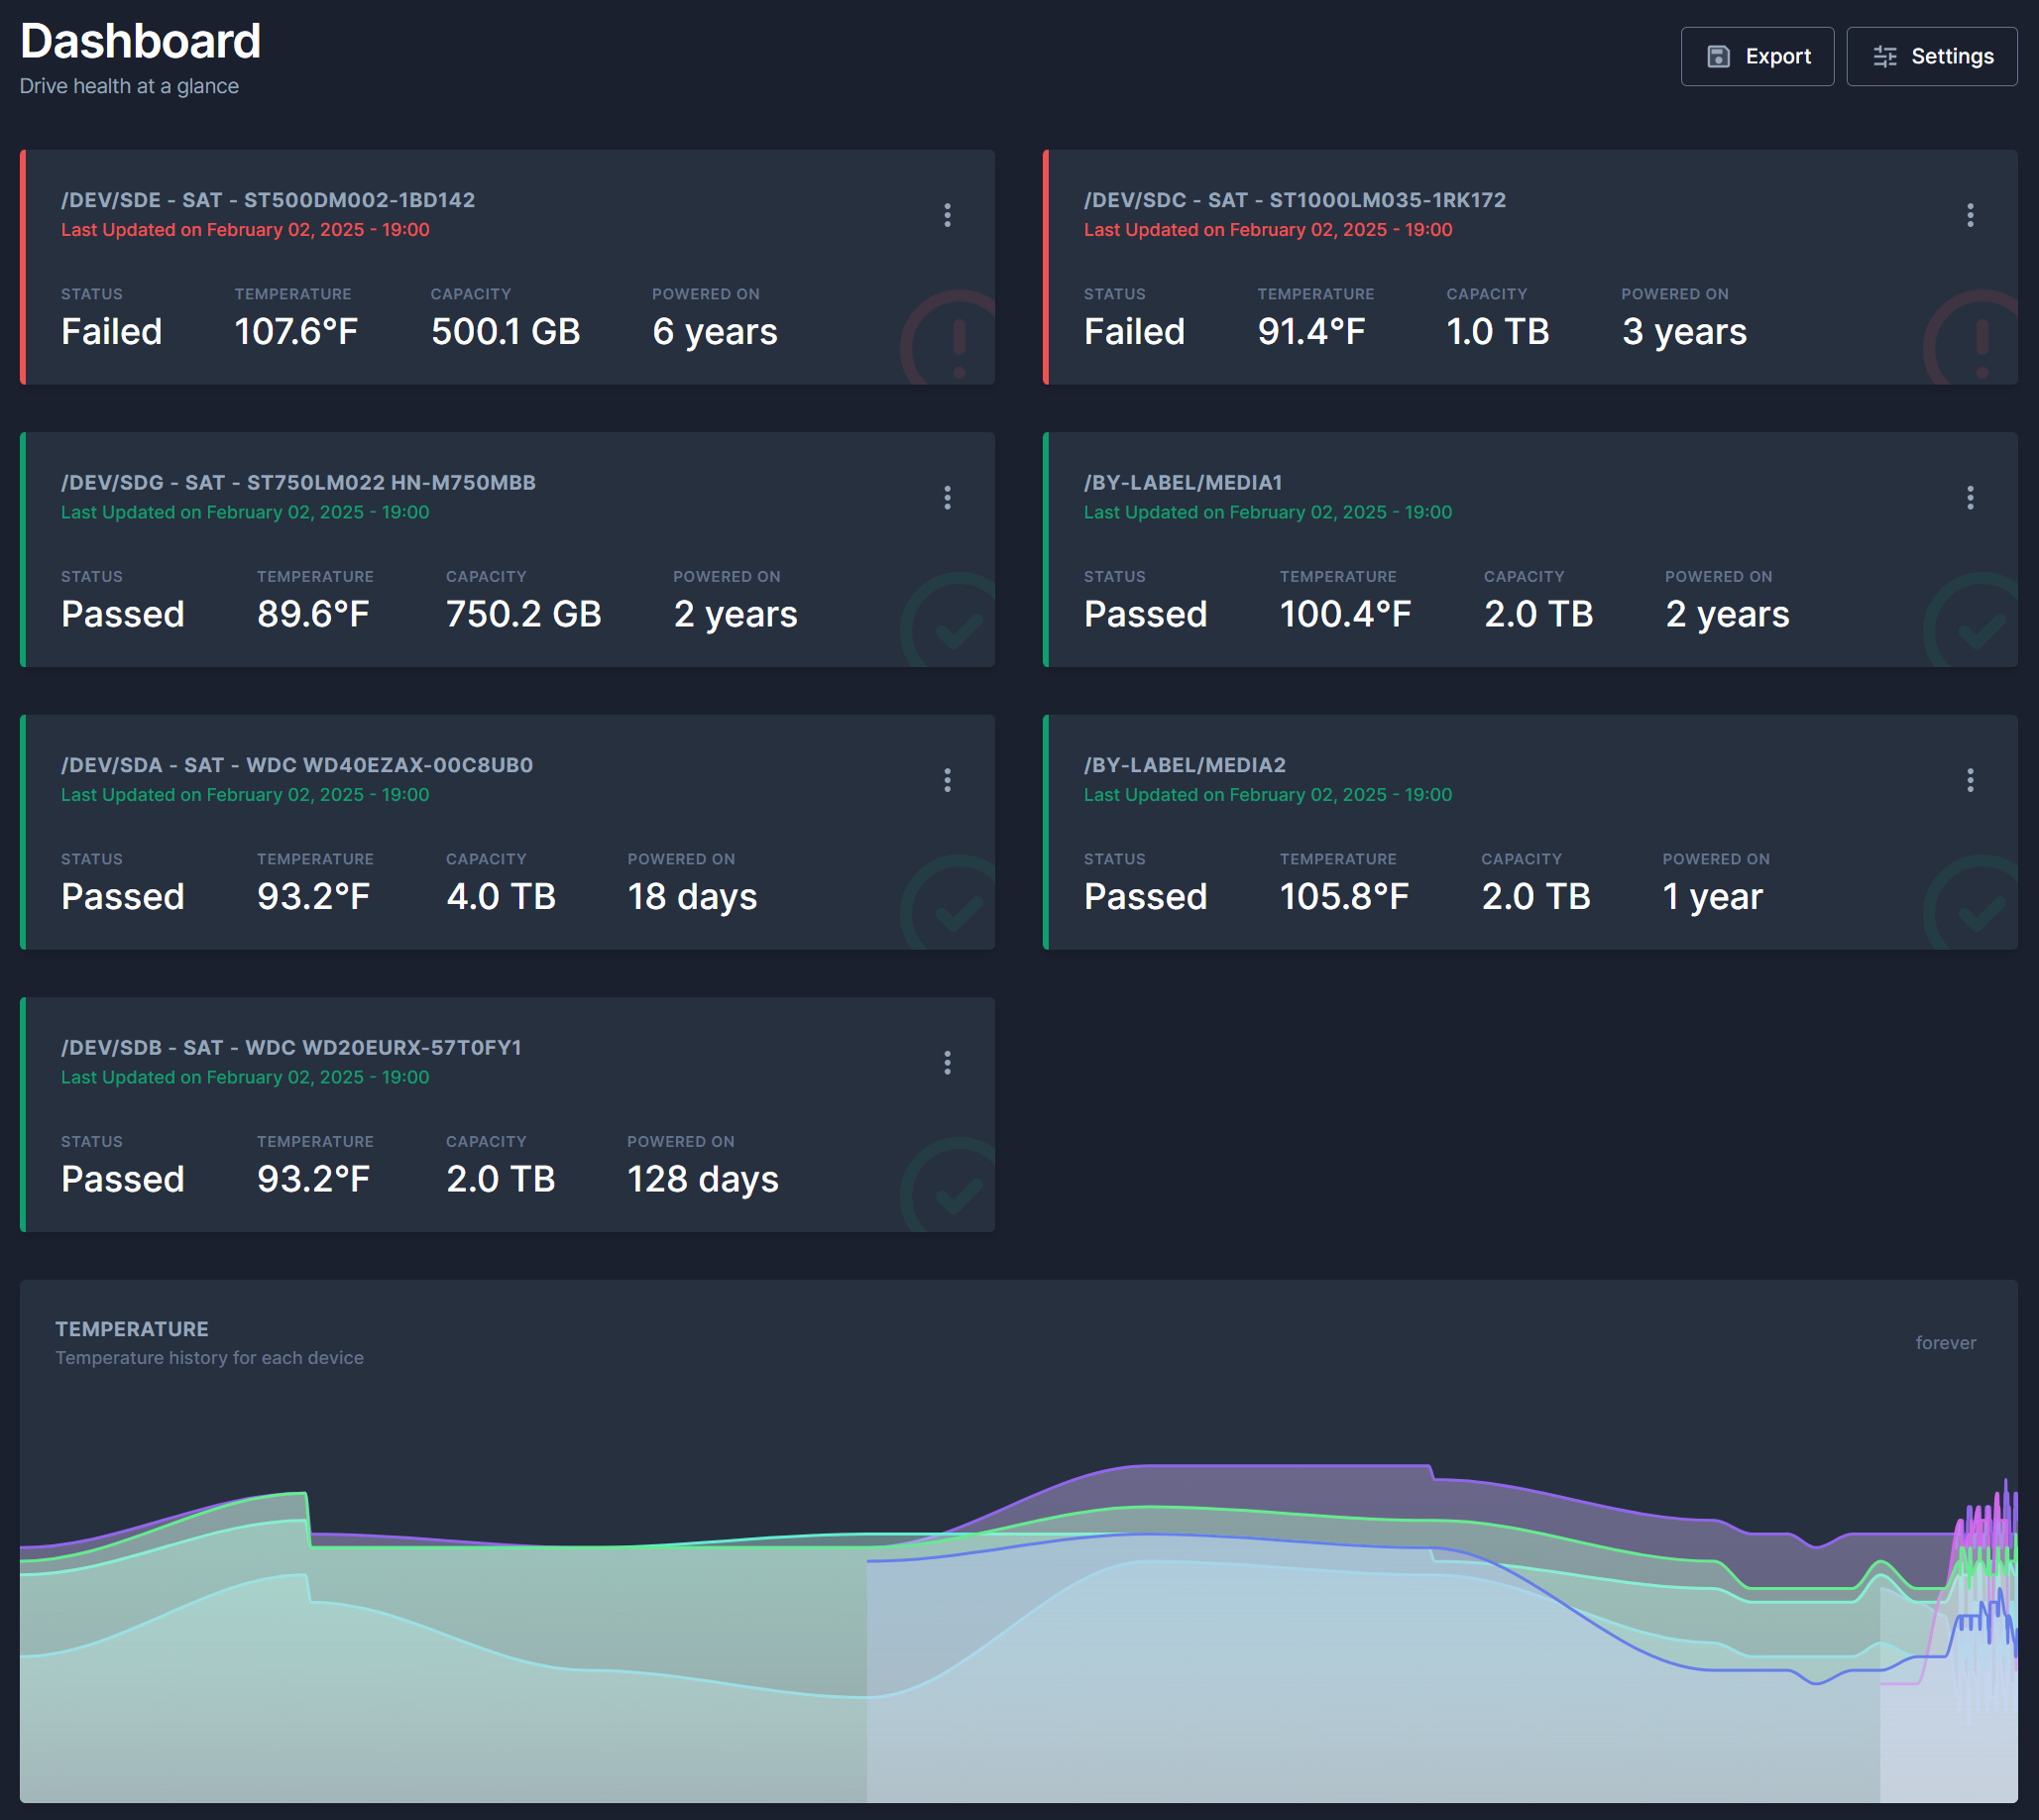 Dashboard
Drive health at a glance
Export
Settings
/DEV/SDE - SAT - ST500DM002-1BD142
Last Updated on February 02, 2025 - 19:00
STATUS TEMPERATURE CAPACITY POWERED ON
Failed 107.6°F 500.1 GB 6 years
/DEV/SDC - SAT - ST1000LM035-1RK172
Last Updated on February 02, 2025 - 19:00
STATUS TEMPERATURE CAPACITY POWERED ON
Failed 91.4°F 1.0 TB 3 years
/DEV/SDG - SAT - ST750LM022 HN-M750MBB
Last Updated on February 02, 2025 - 19:00
STATUS TEMPERATURE CAPACITY POWERED ON
Passed 89.6°F 750.2 GB 2 years
/BY-LABEL/MEDIA1
Last Updated on February 02, 2025 - 19:00
STATUS TEMPERATURE CAPACITY POWERED ON
Passed 100.4°F 2.0 TB 2 years
/DEV/SDA - SAT - WDC WD40EZAX-00C8UB0
Last Updated on February 02, 2025 - 19:00
STATUS TEMPERATURE CAPACITY POWERED ON
Passed 93.2°F 4.0 TB 18 days
/BY-LABEL/MEDIA2
Last Updated on February 02, 2025 - 19:00
STATUS TEMPERATURE CAPACITY POWERED ON
Passed 105.8°F 2.0 TB 1 year
/DEV/SDB - SAT - WDC WD20EURX-57T0FY1
Last Updated on February 02, 2025 - 19:00
STATUS TEMPERATURE CAPACITY POWERED ON
Passed 93.2°F 2.0 TB 128 days
TEMPERATURE
Temperature history for each device
forever